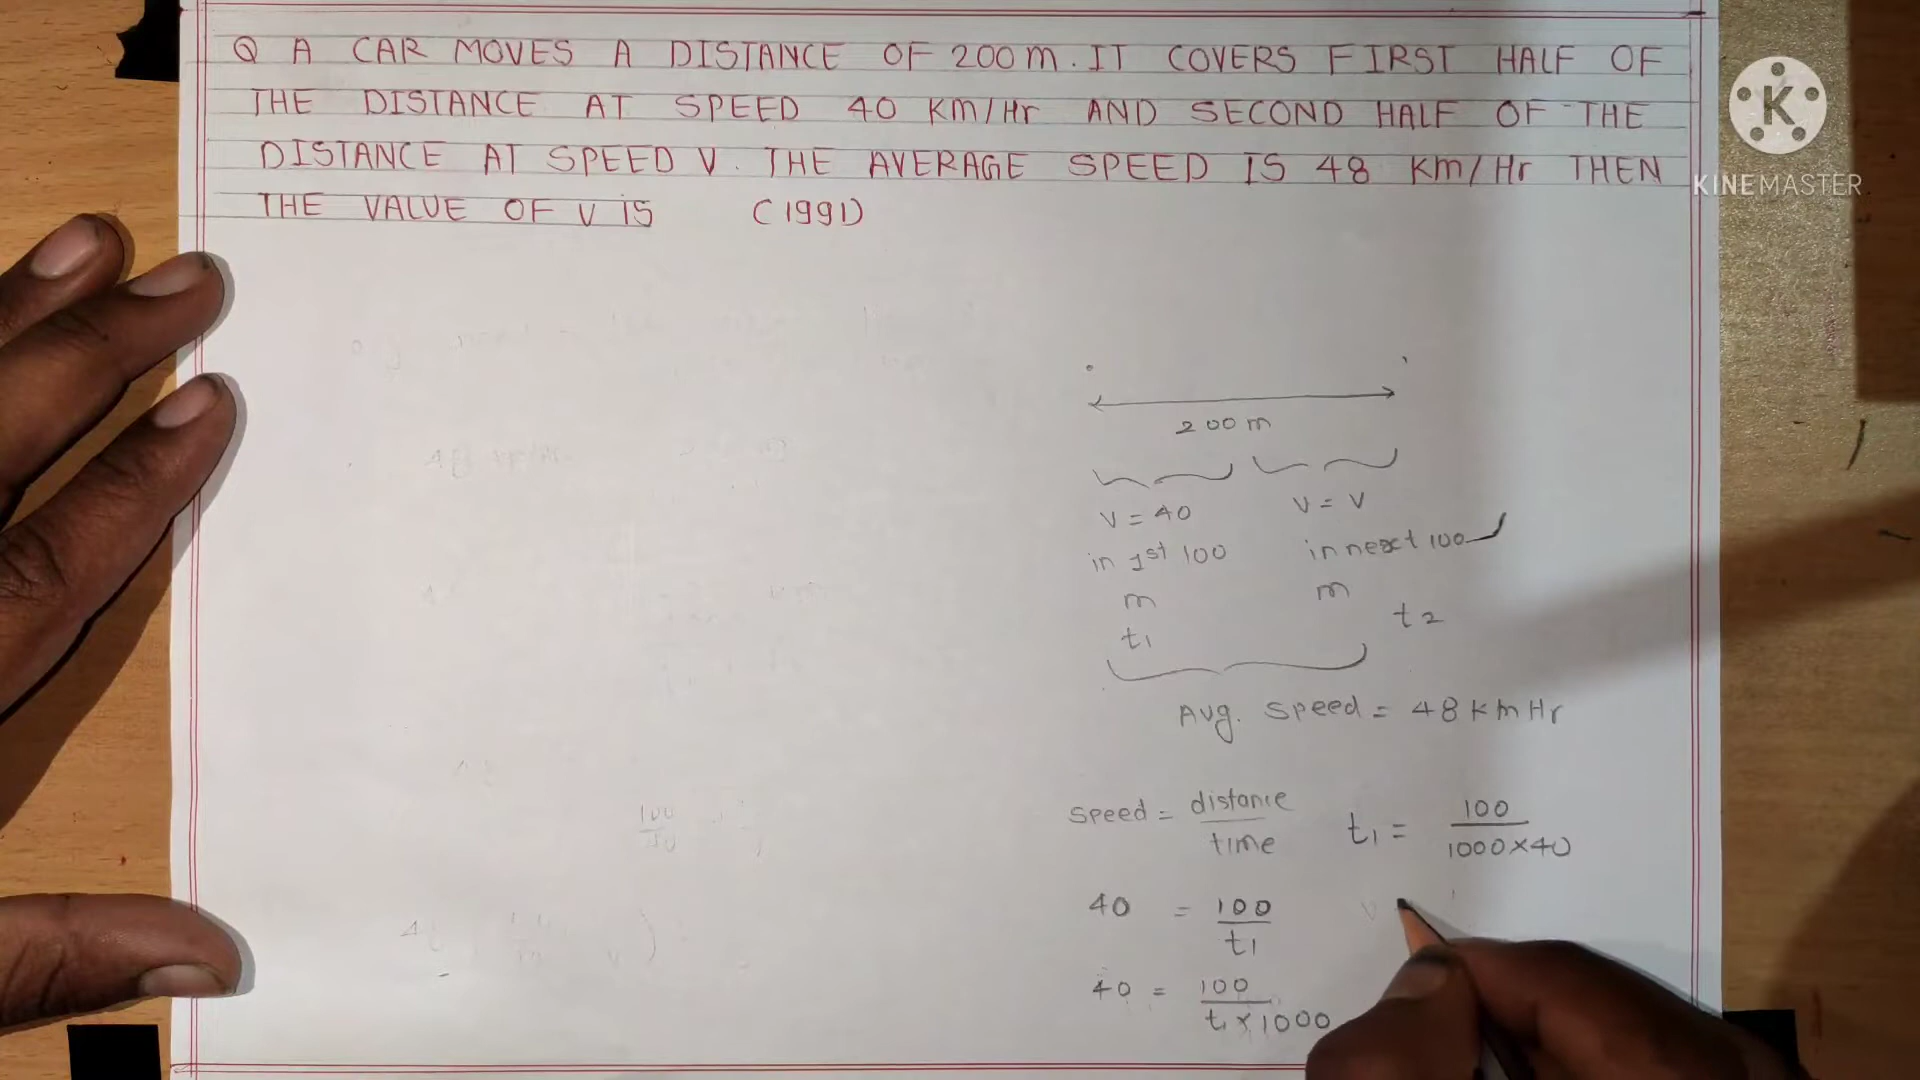 Q A CAR MOVES A DISTANCE OF 200 m. IT COVERS FIRST HALF OF
THE DISTANCE AT SPEED 40 Km/Hr AND SECOND HALF OF THE
DISTANCE AT SPEED V. THE AVERAGE SPEED IS 48 Km/Hr THEN
THE VALUE OF V IS (1991)
K
KINEMASTER
200 m
V = 40
V = V
in 1st 100
m
t1
in next 100
m
t2
Avg. Speed = 48 Km Hr
Speed = distance / time
t1 = 100 / 1000 × 40
40 = 100 / t1
40 = 100 / t1 × 1000